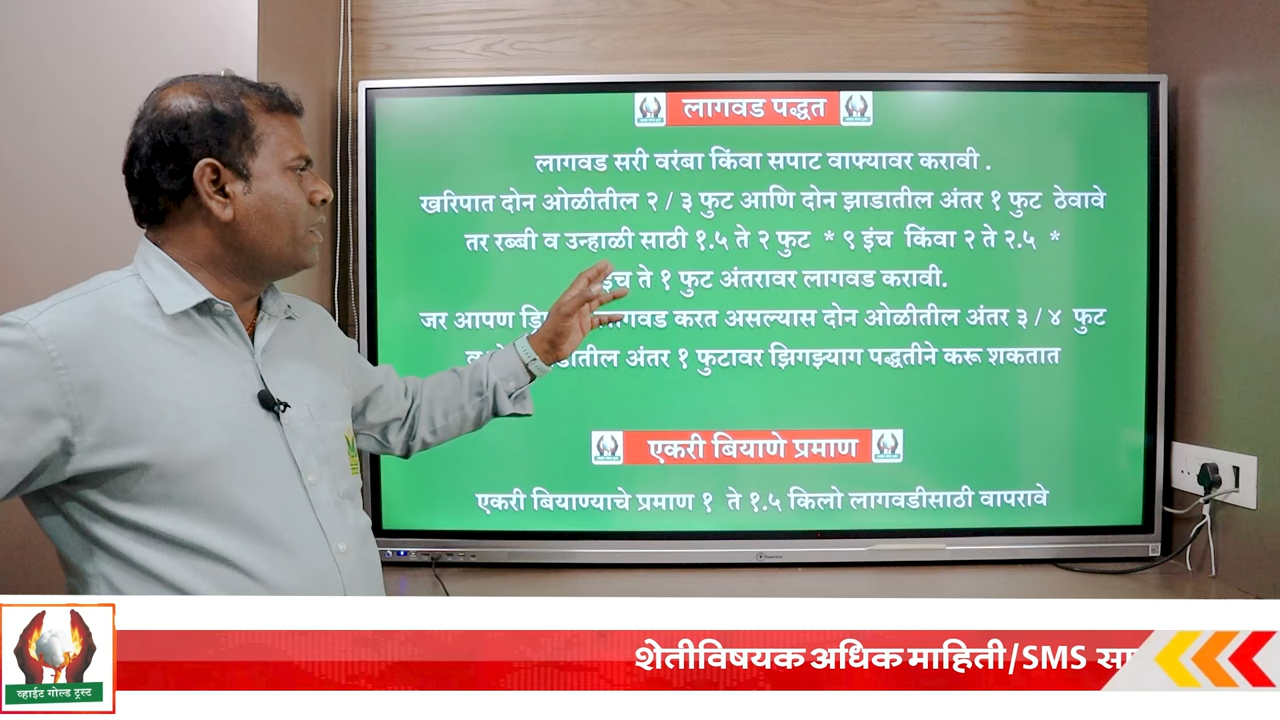 लागवड पद्धत
लागवड सरी वरंबा किंवा सपाट वाफ्यावर करावी .
खरिपात दोन ओळीतील २ / ३ फुट आणि दोन झाडातील अंतर १ फुट ठेवावे
तर रब्बी व उन्हाळी साठी १.५ ते २ फुट * ९ इंच किंवा २ ते २.५ *
इंच ते १ फुट अंतरावर लागवड करावी.
जर आपण लागवड करत असल्यास दोन ओळीतील अंतर ३ / ४ फुट
अंतर १ फुटावर झिगझ्याग पद्धतीने करू शकतात
एकरी बियाणे प्रमाण
एकरी बियाण्याचे प्रमाण १ ते १.५ किलो लागवडीसाठी वापरावे
शेतीविषयक अधिक माहिती/SMS
व्हाईट गोल्ड ट्रस्ट